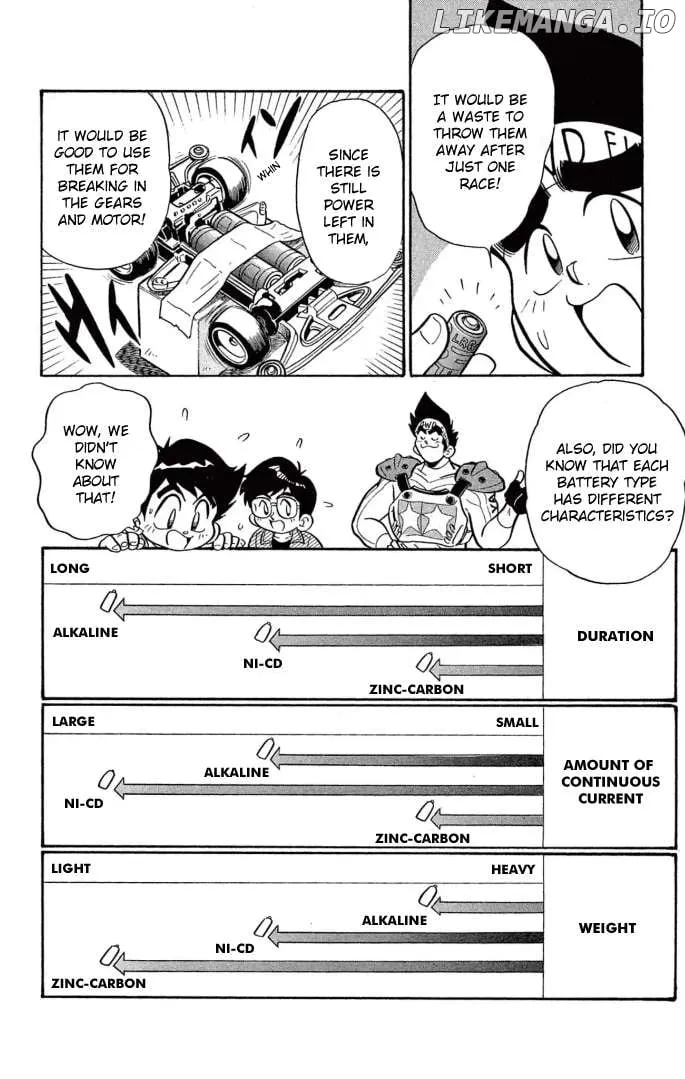 LIKEMANGA.IO
IT WOULD BE
A WASTE TO
THROW THEM
AWAY AFTER
JUST ONE
RACE!
SINCE
THERE IS
STILL
POWER
LEFT IN
THEM,
IT WOULD BE
GOOD TO USE
THEM FOR
BREAKING IN
THE GEARS
AND MOTOR!
WHIN
ALSO, DID YOU
KNOW THAT EACH
BATTERY TYPE
HAS DIFFERENT
CHARACTERISTICS?
WOW, WE
DIDN'T
KNOW
ABOUT
THAT!
LONG SHORT
ALKALINE
NI-CD
ZINC-CARBON
DURATION
LARGE SMALL
ALKALINE
NI-CD
ZINC-CARBON
AMOUNT OF
CONTINUOUS
CURRENT
LIGHT HEAVY
ALKALINE
NI-CD
ZINC-CARBON
WEIGHT